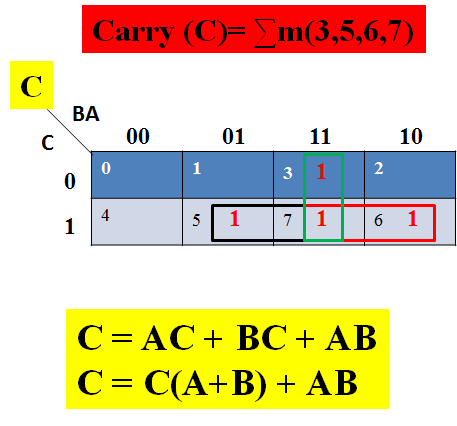 Carry (C)= ∑m(3,5,6,7)
C
BA
C
00 01 11 10
0 0 1 3 1 2
1 4 5 1 7 1 6 1
C = AC + BC + AB
C = C(A+B) + AB